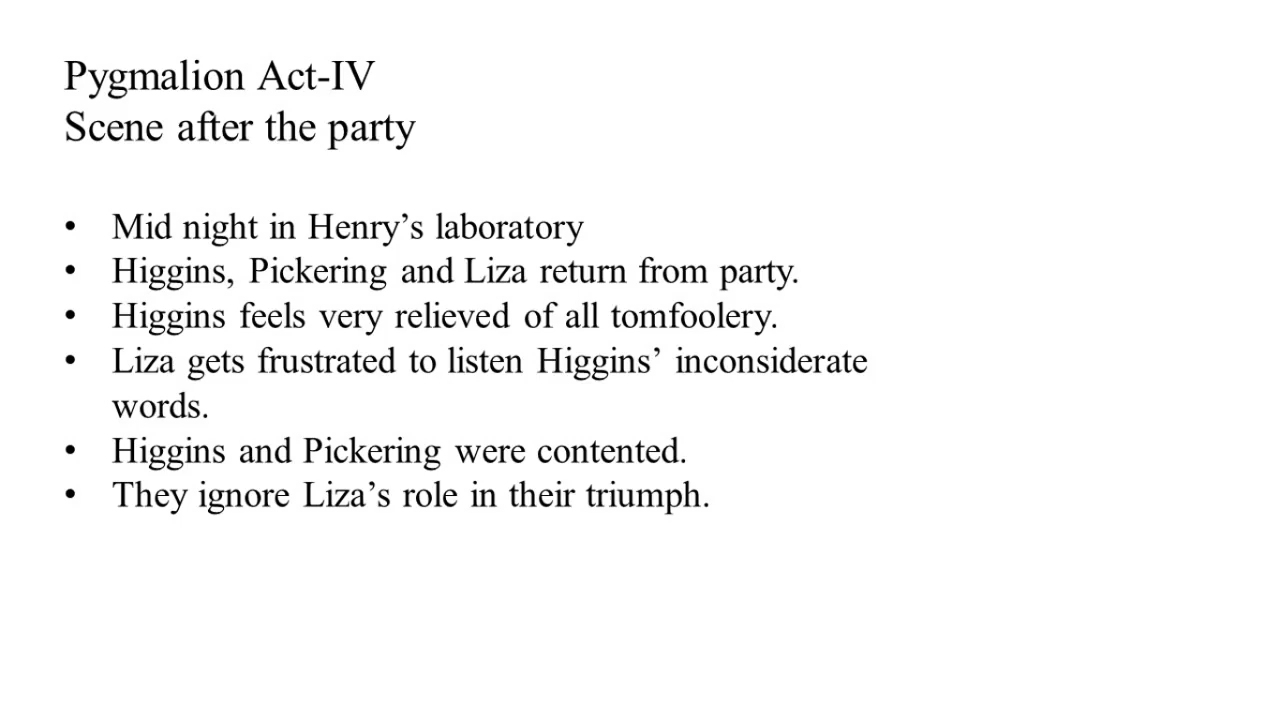 Pygmalion Act-IV
Scene after the party
• Mid night in Henry’s laboratory
• Higgins, Pickering and Liza return from party.
• Higgins feels very relieved of all tomfoolery.
• Liza gets frustrated to listen Higgins’ inconsiderate
words.
• Higgins and Pickering were contented.
• They ignore Liza’s role in their triumph.